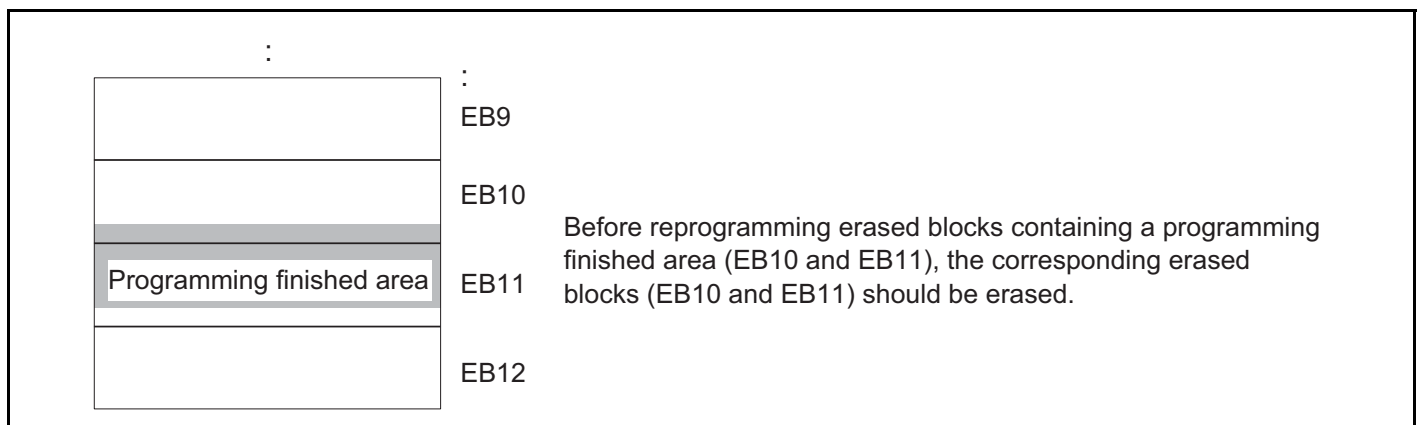 :
:
EB9
EB10
Before reprogramming erased blocks containing a programming
finished area (EB10 and EB11), the corresponding erased
blocks (EB10 and EB11) should be erased.
Programming finished area
EB11
EB12